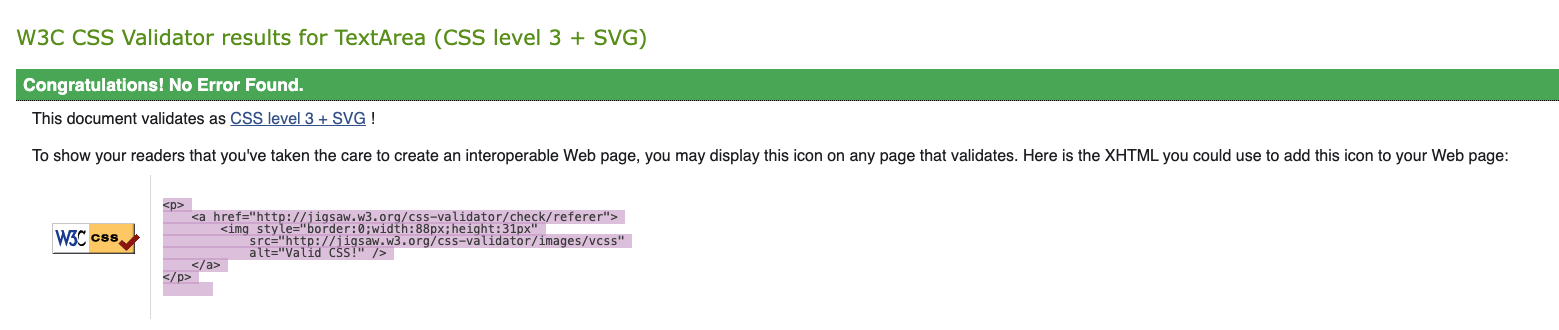 W3C CSS Validator results for TextArea (CSS level 3 + SVG)
Congratulations! No Error Found.
This document validates as CSS level 3 + SVG !
To show your readers that you've taken the care to create an interoperable Web page, you may display this icon on any page that validates. Here is the XHTML you could use to add this icon to your Web page:
W3C css
<p>
    <a href="http://jigsaw.w3.org/css-validator/check/referer">
        <img style="border:0;width:88px;height:31px"
            src="http://jigsaw.w3.org/css-validator/images/vcss"
            alt="Valid CSS!" />
    </a>
</p>